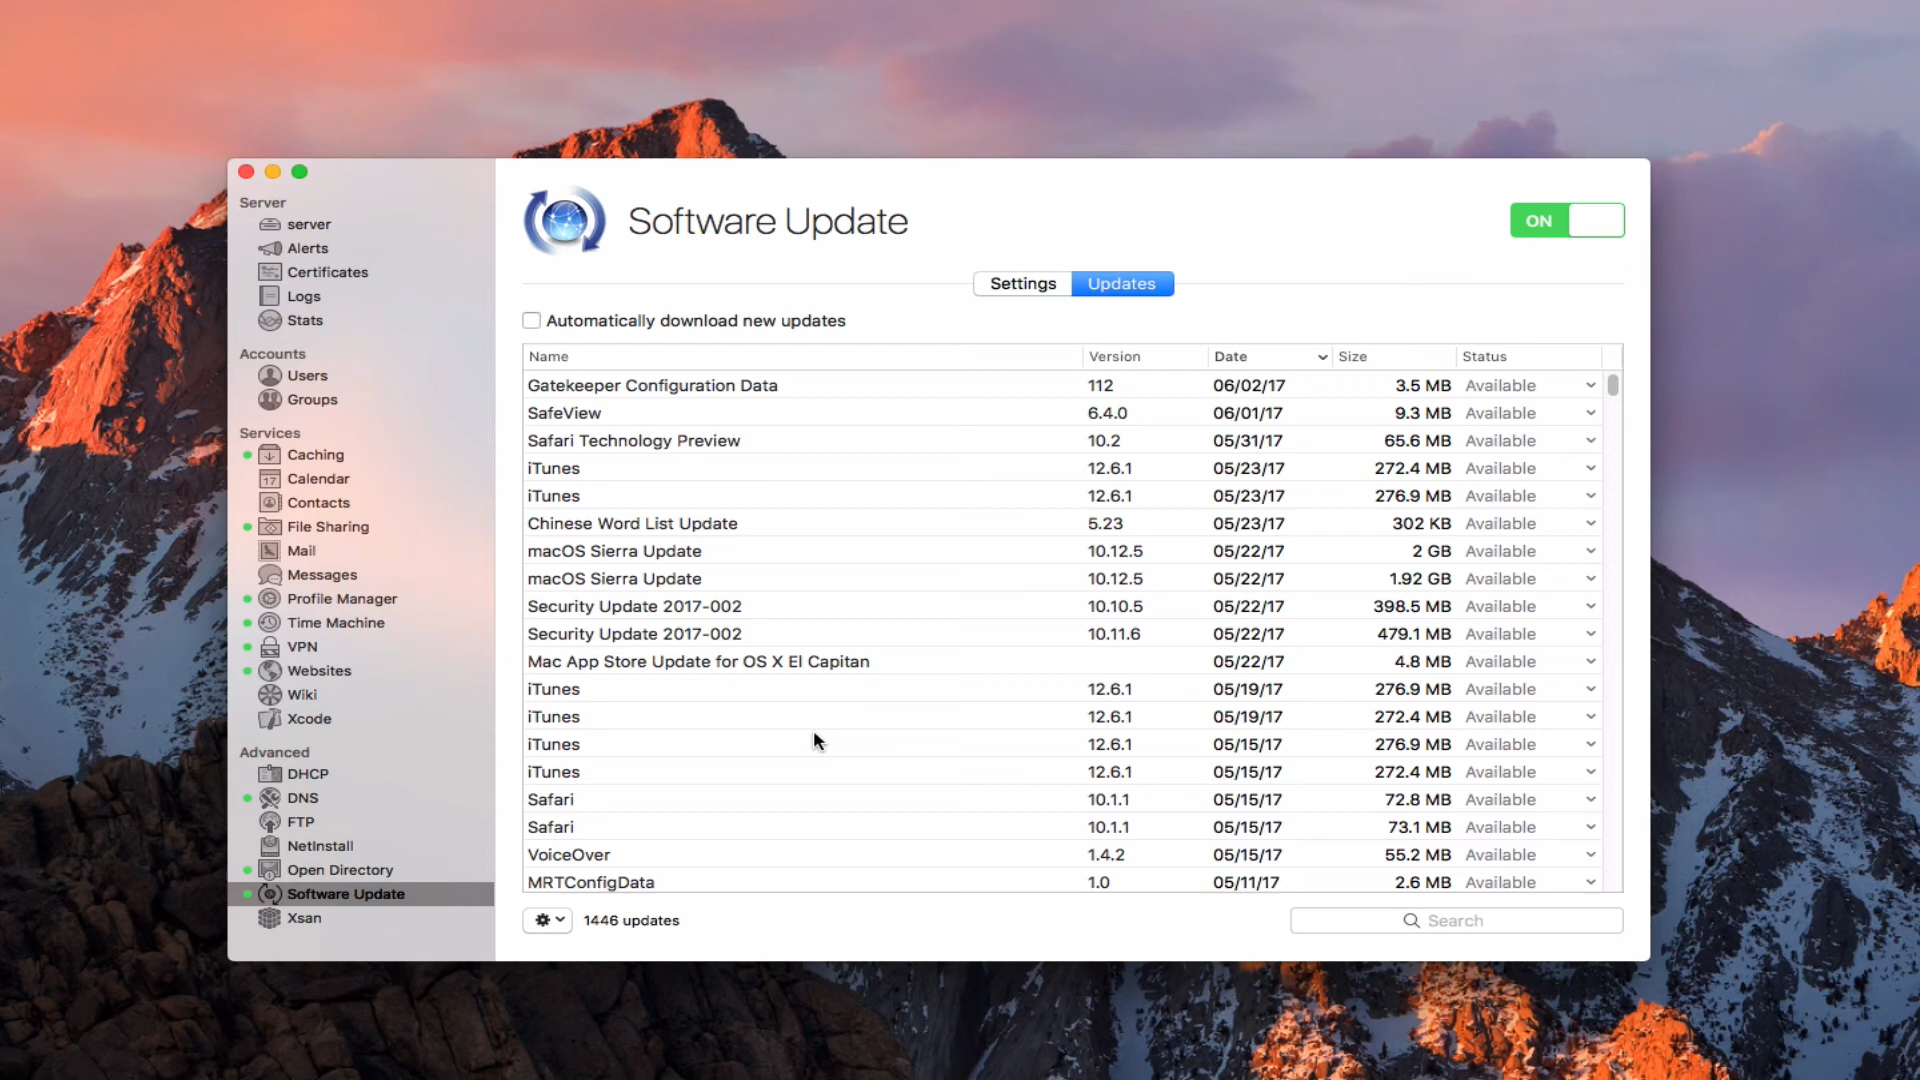 Server
server
Alerts
Certificates
Logs
Stats
Accounts
Users
Groups
Services
Caching
17 Calendar
Contacts
File Sharing
Mail
Messages
Profile Manager
Time Machine
VPN
Websites
Wiki
Xcode
Advanced
DHCP
DNS
FTP
NetInstall
Open Directory
Software Update
Xsan
Software Update
ON
Settings Updates
Automatically download new updates
Name Version Date Size Status
Gatekeeper Configuration Data 112 06/02/17 3.5 MB Available
SafeView 6.4.0 06/01/17 9.3 MB Available
Safari Technology Preview 10.2 05/31/17 65.6 MB Available
iTunes 12.6.1 05/23/17 272.4 MB Available
iTunes 12.6.1 05/23/17 276.9 MB Available
Chinese Word List Update 5.23 05/23/17 302 KB Available
macOS Sierra Update 10.12.5 05/22/17 2 GB Available
macOS Sierra Update 10.12.5 05/22/17 1.92 GB Available
Security Update 2017-002 10.10.5 05/22/17 398.5 MB Available
Security Update 2017-002 10.11.6 05/22/17 479.1 MB Available
Mac App Store Update for OS X El Capitan 05/22/17 4.8 MB Available
iTunes 12.6.1 05/19/17 276.9 MB Available
iTunes 12.6.1 05/19/17 272.4 MB Available
iTunes 12.6.1 05/15/17 276.9 MB Available
iTunes 12.6.1 05/15/17 272.4 MB Available
Safari 10.1.1 05/15/17 72.8 MB Available
Safari 10.1.1 05/15/17 73.1 MB Available
VoiceOver 1.4.2 05/15/17 55.2 MB Available
MRTConfigData 1.0 05/11/17 2.6 MB Available
1446 updates
Search